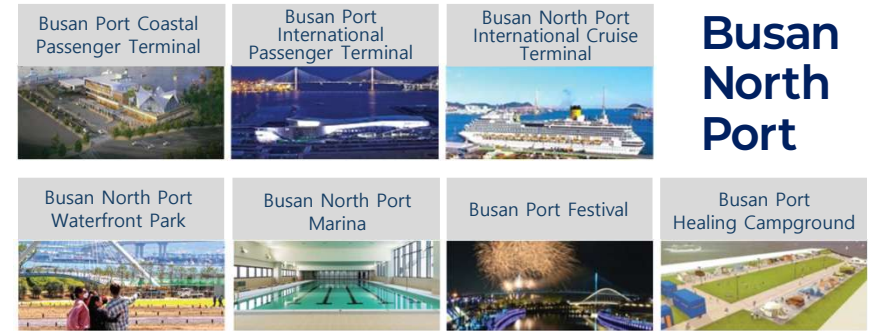 Busan Port Coastal
Passenger Terminal
Busan Port
International
Passenger Terminal
Busan North Port
International Cruise
Terminal
Busan
North
Port
Busan North Port
Waterfront Park
Busan North Port
Marina
Busan Port Festival
Busan Port
Healing Campground